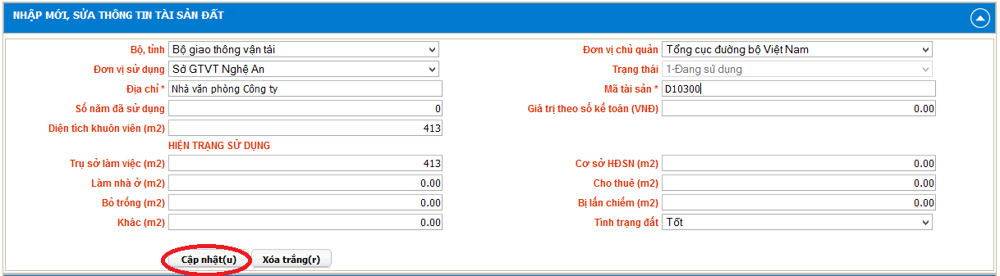 NHẬP MỚI, SỬA THÔNG TIN TÀI SẢN ĐẤT
Bộ, tỉnh Bộ giao thông vận tải Đơn vị chủ quản Tổng cục đường bộ Việt Nam
Đơn vị sử dụng Sở GTVT Nghệ An Trạng thái 1-Đang sử dụng
Địa chỉ * Nhà văn phòng Công ty Mã tài sản * D10300
Số năm đã sử dụng 0 Giá trị theo sổ kế toán (VNĐ) 0.00
Diện tích khuôn viên (m2) 413
HIỆN TRẠNG SỬ DỤNG
Trụ sở làm việc (m2) 413 Cơ sở HĐSN (m2) 0.00
Làm nhà ở (m2) 0.00 Cho thuê (m2) 0.00
Bỏ trống (m2) 0.00 Bị lấn chiếm (m2) 0.00
Khác (m2) 0.00 Tình trạng đất Tốt
Cập nhật(u) Xóa trắng(r)